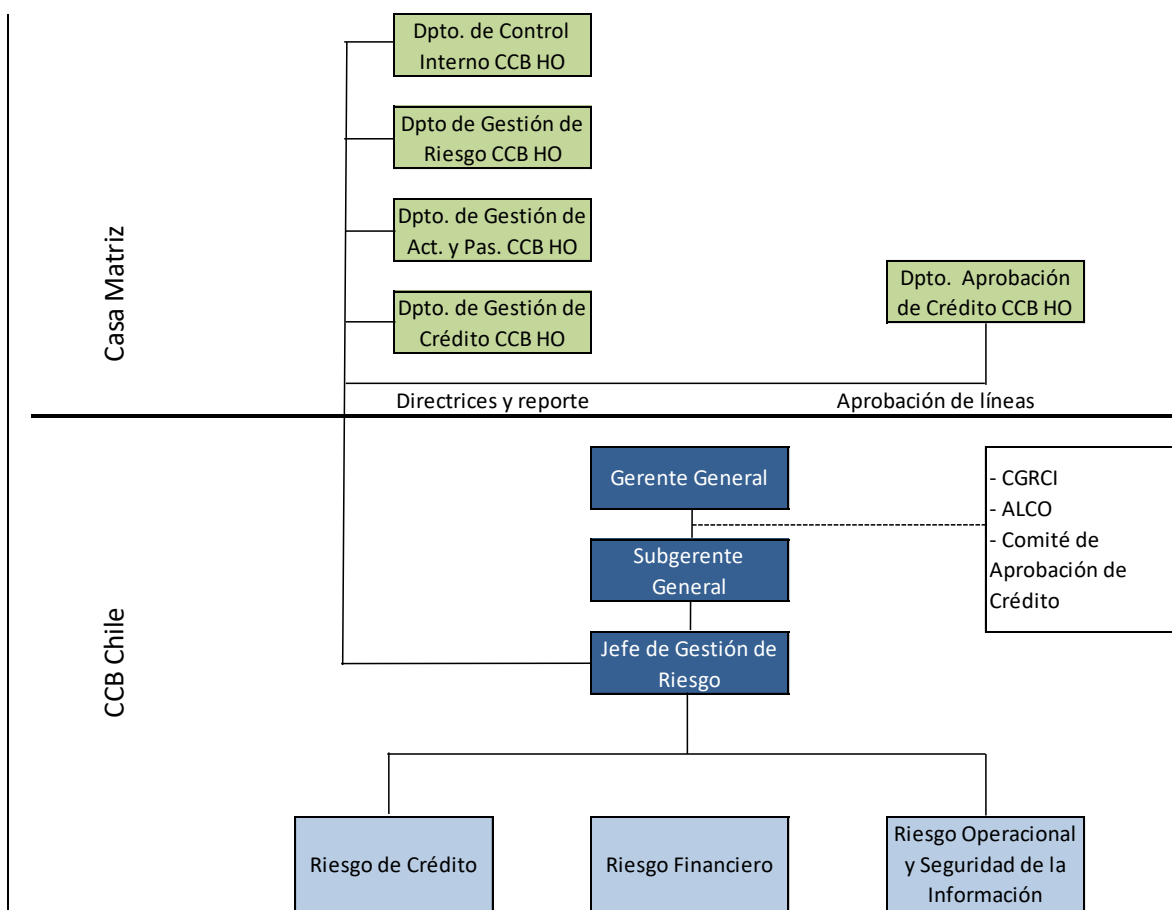 Dpto. de Control
Interno CCB HO
Dpto de Gestión de
Riesgo CCB HO
Dpto. de Gestión de
Act. y Pas. CCB HO
Dpto. de Gestión de
Crédito CCB HO
Dpto. Aprobación
de Crédito CCB HO
Casa Matriz
Directrices y reporte
Aprobación de líneas
CCB Chile
Gerente General
Subgerente
General
Jefe de Gestión de
Riesgo
- CGRCI
- ALCO
- Comité de
Aprobación de
Crédito
Riesgo de Crédito
Riesgo Financiero
Riesgo Operacional
y Seguridad de la
Información